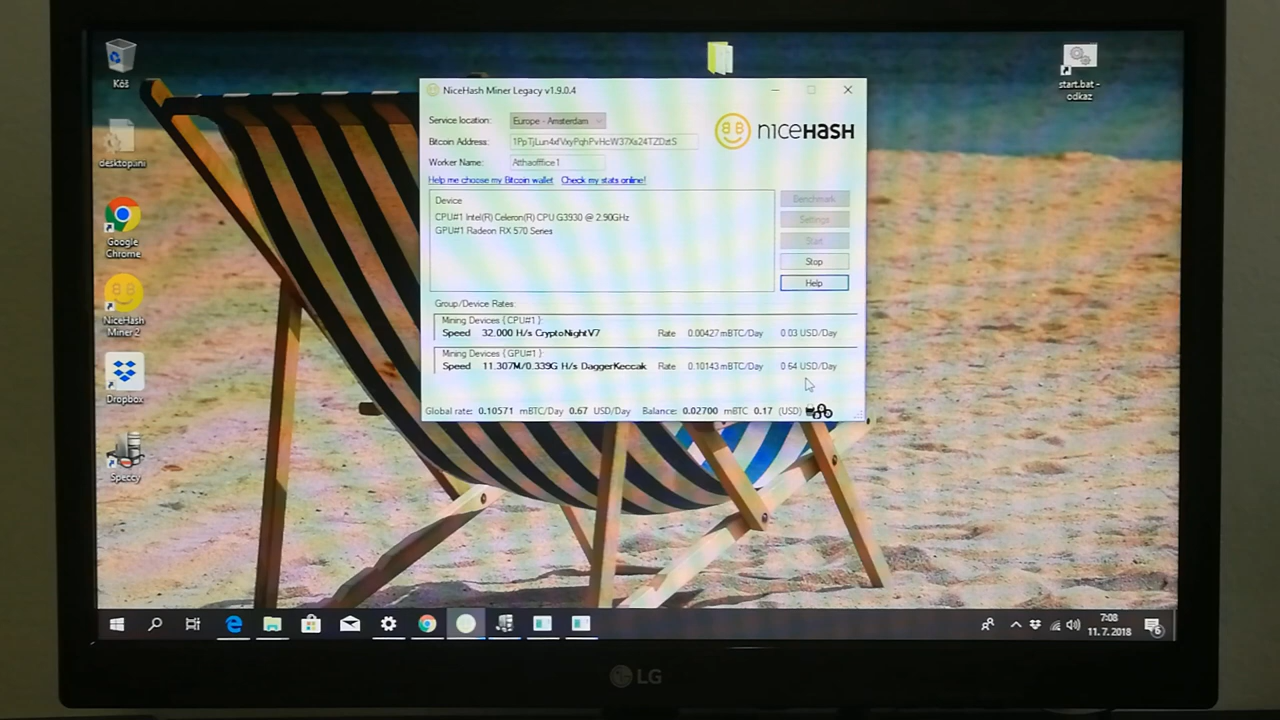 Kôš
desktop.ini
Google
Chrome
NiceHash
Miner 2
Dropbox
Speccy
start.bat -
odkaz
NiceHash Miner Legacy v1.9.0.4
Service location: Europe - Amsterdam
Bitcoin Address:
Worker Name: Atthaoffice1
Help me choose my Bitcoin wallet Check my stats online!
NICEHASH
Device
CPU#1 Intel(R) Celeron(R) CPU G3930 @ 2.90GHz
GPU#1 Radeon RX 570 Series
Benchmark
Settings
Start
Stop
Help
Group/Device Rates:
Mining Devices { CPU#1 }:
Speed 32.000 H/s CryptoNightV7 Rate 0.00427 mBTC/Day 0.03 USD/Day
Mining Devices { GPU#1 }:
Speed 11.307M/0.339G H/s DaggerKeccak Rate 0.10143 mBTC/Day 0.64 USD/Day
Global rate: 0.10571 mBTC/Day 0.67 USD/Day Balance: 0.02700 mBTC 0.17 (USD)
7:08
11. 7. 2018
6
LG